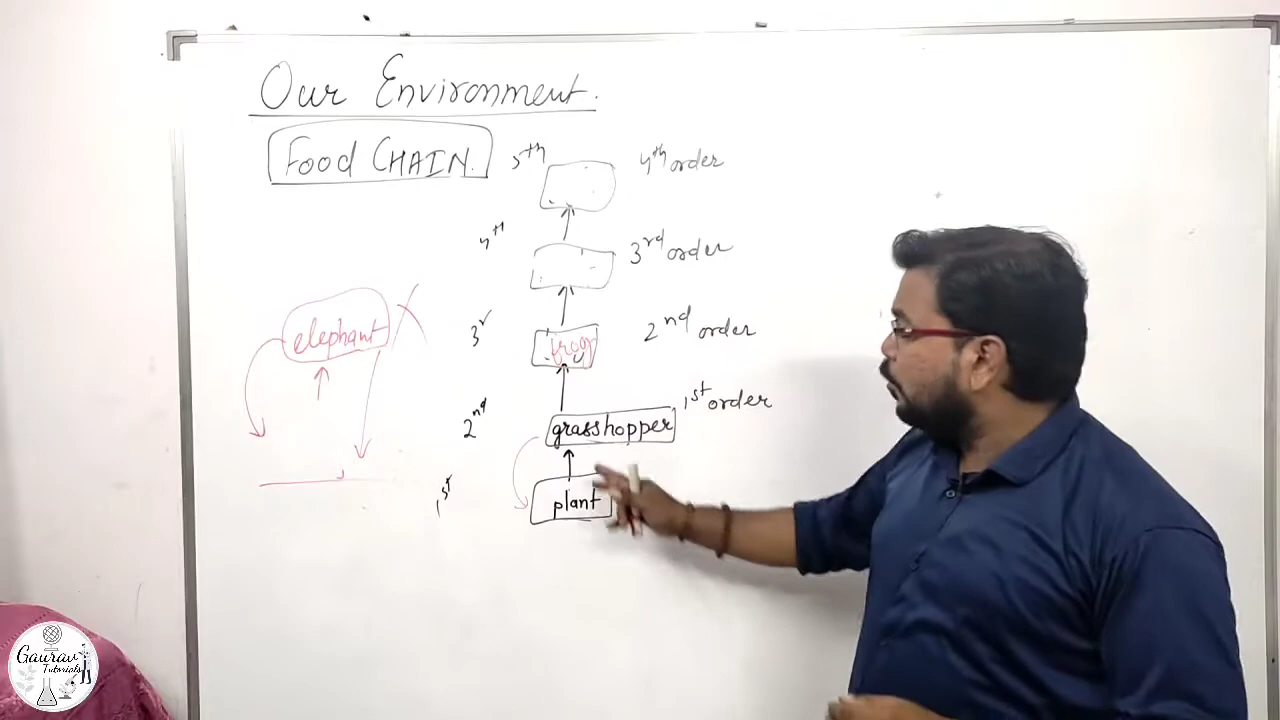 Our Environment.
Food CHAIN.
5th
4th order
4th
3rd order
elephant
3r
frog
2nd order
2nd
grasshopper
1st order
1st
plant
Gaurav
Tutorials